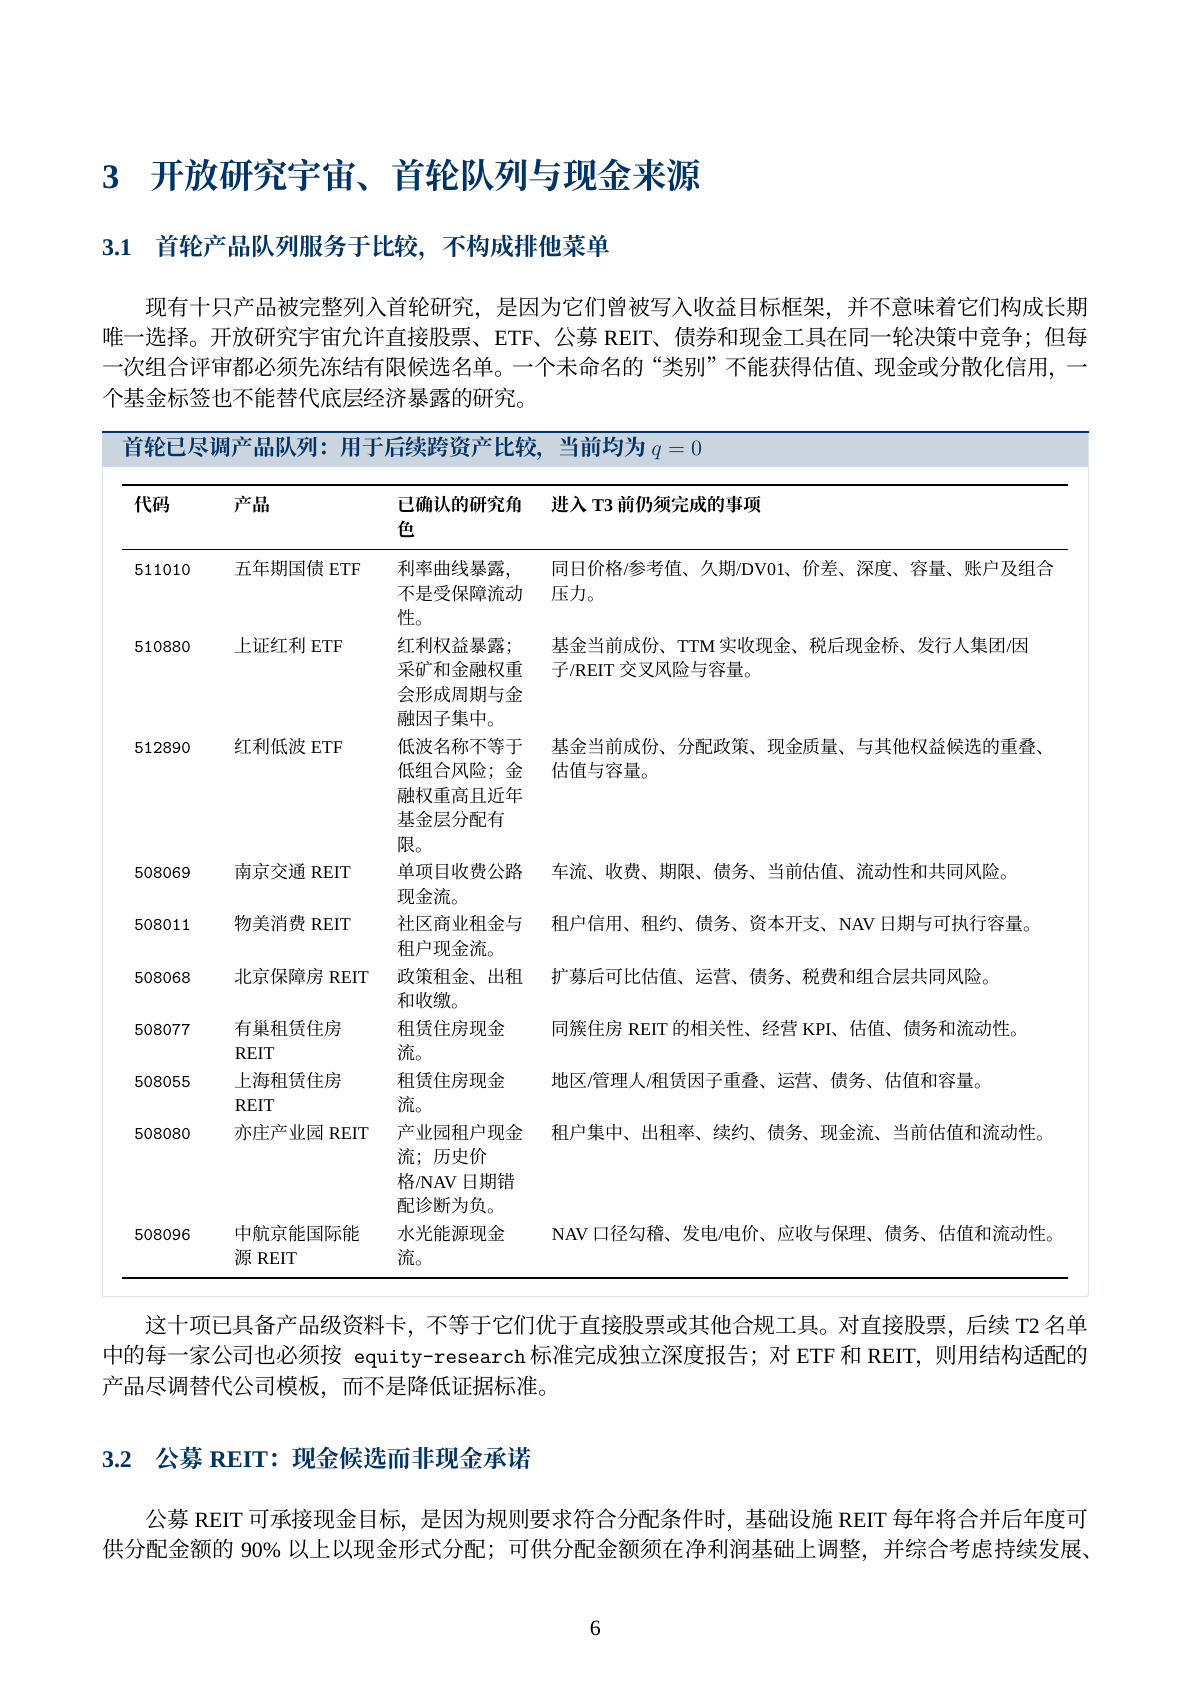 3 开放研究宇宙、首轮队列与现金来源
3.1 首轮产品队列服务于比较，不构成排他菜单
现有十只产品被完整列入首轮研究，是因为它们曾被写入收益目标框架，并不意味着它们构成长期
唯一选择。开放研究宇宙允许直接股票、ETF、公募 REIT、债券和现金工具在同一轮决策中竞争；但每
一次组合评审都必须先冻结有限候选名单。一个未命名的“类别”不能获得估值、现金或分散化信用，一
个基金标签也不能替代底层经济暴露的研究。
首轮已尽调产品队列：用于后续跨资产比较，当前均为 q = 0
代码 产品 已确认的研究角 进入 T3 前仍须完成的事项
色
511010 五年期国债 ETF 利率曲线暴露， 同日价格/参考值、久期/DV01、价差、深度、容量、账户及组合
不是受保障流动 压力。
性。
510880 上证红利 ETF 红利权益暴露； 基金当前成份、TTM 实收现金、税后现金桥、发行人集团/因
采矿和金融权重 子/REIT 交叉风险与容量。
会形成周期与金
融因子集中。
512890 红利低波 ETF 低波名称不等于 基金当前成份、分配政策、现金质量、与其他权益候选的重叠、
低组合风险；金 估值与容量。
融权重高且近年
基金层分配有
限。
508069 南京交通 REIT 单项目收费公路 车流、收费、期限、债务、当前估值、流动性和共同风险。
现金流。
508011 物美消费 REIT 社区商业租金与 租户信用、租约、债务、资本开支、NAV 日期与可执行容量。
租户现金流。
508068 北京保障房 REIT 政策租金、出租 扩募后可比估值、运营、债务、税费和组合层共同风险。
和收缴。
508077 有巢租赁住房 租赁住房现金 同簇住房 REIT 的相关性、经营 KPI、估值、债务和流动性。
REIT 流。
508055 上海租赁住房 租赁住房现金 地区/管理人/租赁因子重叠、运营、债务、估值和容量。
REIT 流。
508080 亦庄产业园 REIT 产业园租户现金 租户集中、出租率、续约、债务、现金流、当前估值和流动性。
流；历史价
格/NAV 日期错
配诊断为负。
508096 中航京能国际能 水光能源现金 NAV 口径勾稽、发电/电价、应收与保理、债务、估值和流动性。
源 REIT 流。
这十项已具备产品级资料卡，不等于它们优于直接股票或其他合规工具。对直接股票，后续 T2 名单
中的每一家公司也必须按 equity-research 标准完成独立深度报告；对 ETF 和 REIT，则用结构适配的
产品尽调替代公司模板，而不是降低证据标准。
3.2 公募 REIT：现金候选而非现金承诺
公募 REIT 可承接现金目标，是因为规则要求符合分配条件时，基础设施 REIT 每年将合并后年度可
供分配金额的 90% 以上以现金形式分配；可供分配金额须在净利润基础上调整，并综合考虑持续发展、
6